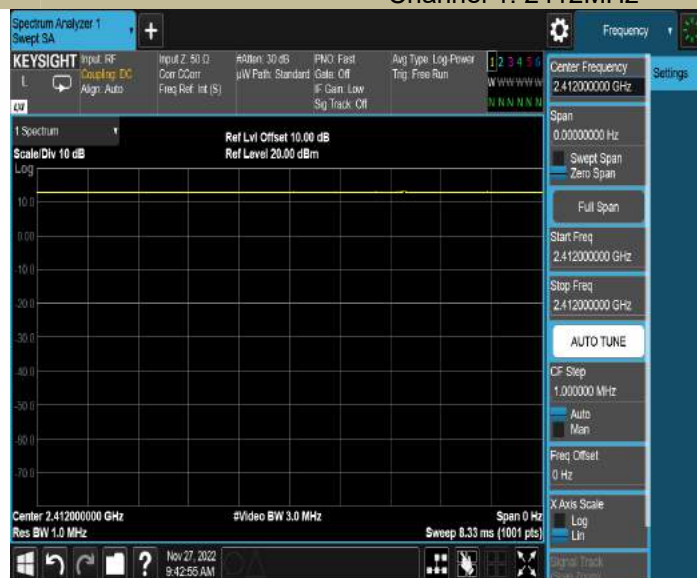 Channel 1: 2412MHz
Spectrum Analyzer 1
Swept SA
+
Frequency
KEYSIGHT
L
Input: RF
Coupling: DC
Align: Auto
Input Z: 50 Ω
Corr CCorr
Freq Ref: Int (S)
#Atten: 30 dB
µW Path: Standard
PNO: Fast
Gate: Off
IF Gain: Low
Sig Track: Off
Avg Type: Log-Power
Trig: Free Run
1 2 3 4 5 6
W W W W W W
N N N N N N
LW
1 Spectrum
Scale/Div 10 dB
Log
Ref Lvl Offset 10.00 dB
Ref Level 20.00 dBm
10.0
0.00
-10.0
-20.0
-30.0
-40.0
-50.0
-60.0
-70.0
Center 2.412000000 GHz
Res BW 1.0 MHz
#Video BW 3.0 MHz
Span 0 Hz
Sweep 8.33 ms (1001 pts)
Nov 27, 2022
9:42:55 AM
?
Center Frequency
2.412000000 GHz
Settings
Span
0.00000000 Hz
Swept Span
Zero Span
Full Span
Start Freq
2.412000000 GHz
Stop Freq
2.412000000 GHz
AUTO TUNE
CF Step
1.000000 MHz
Auto
Man
Freq Offset
0 Hz
X Axis Scale
Log
Lin
Signal Track